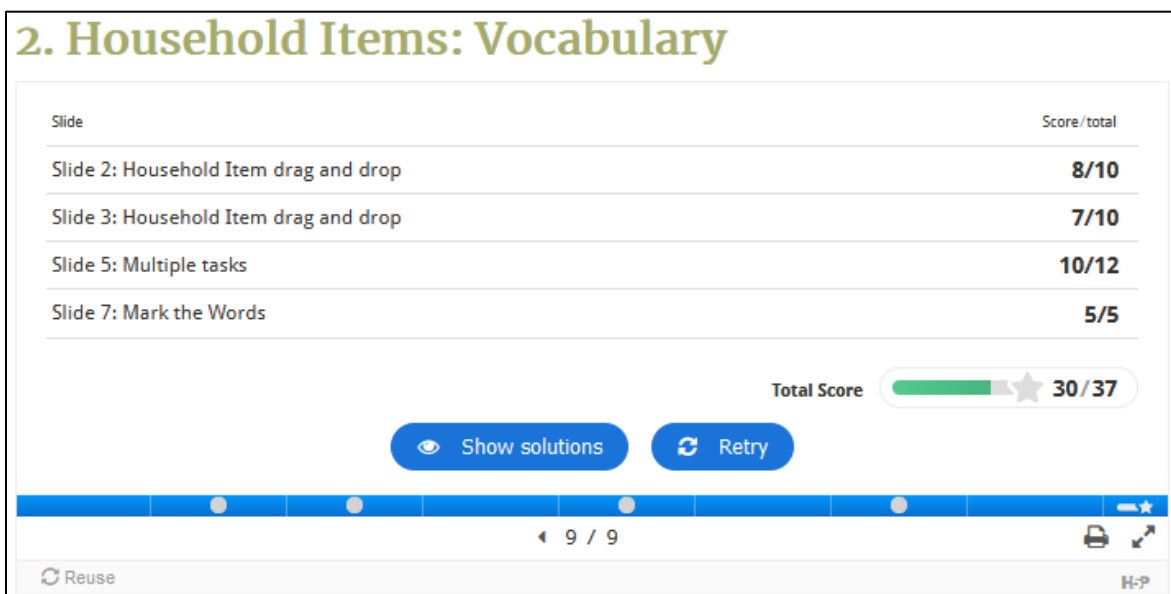 2. Household Items: Vocabulary
Slide Score/total
Slide 2: Household Item drag and drop 8/10
Slide 3: Household Item drag and drop 7/10
Slide 5: Multiple tasks 10/12
Slide 7: Mark the Words 5/5
Total Score 30/37
Show solutions Retry
9 / 9
Reuse H5P